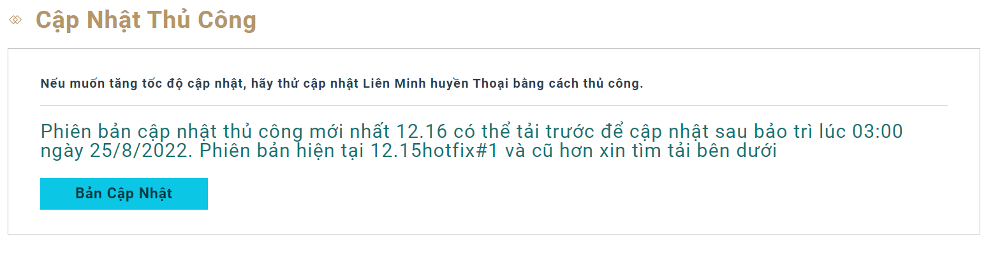 Cập Nhật Thủ Công
Nếu muốn tăng tốc độ cập nhật, hãy thử cập nhật Liên Minh huyền Thoại bằng cách thủ công.
Phiên bản cập nhật thủ công mới nhất 12.16 có thể tải trước để cập nhật sau bảo trì lúc 03:00
ngày 25/8/2022. Phiên bản hiện tại 12.15hotfix#1 và cũ hơn xin tìm tải bên dưới
Bản Cập Nhật